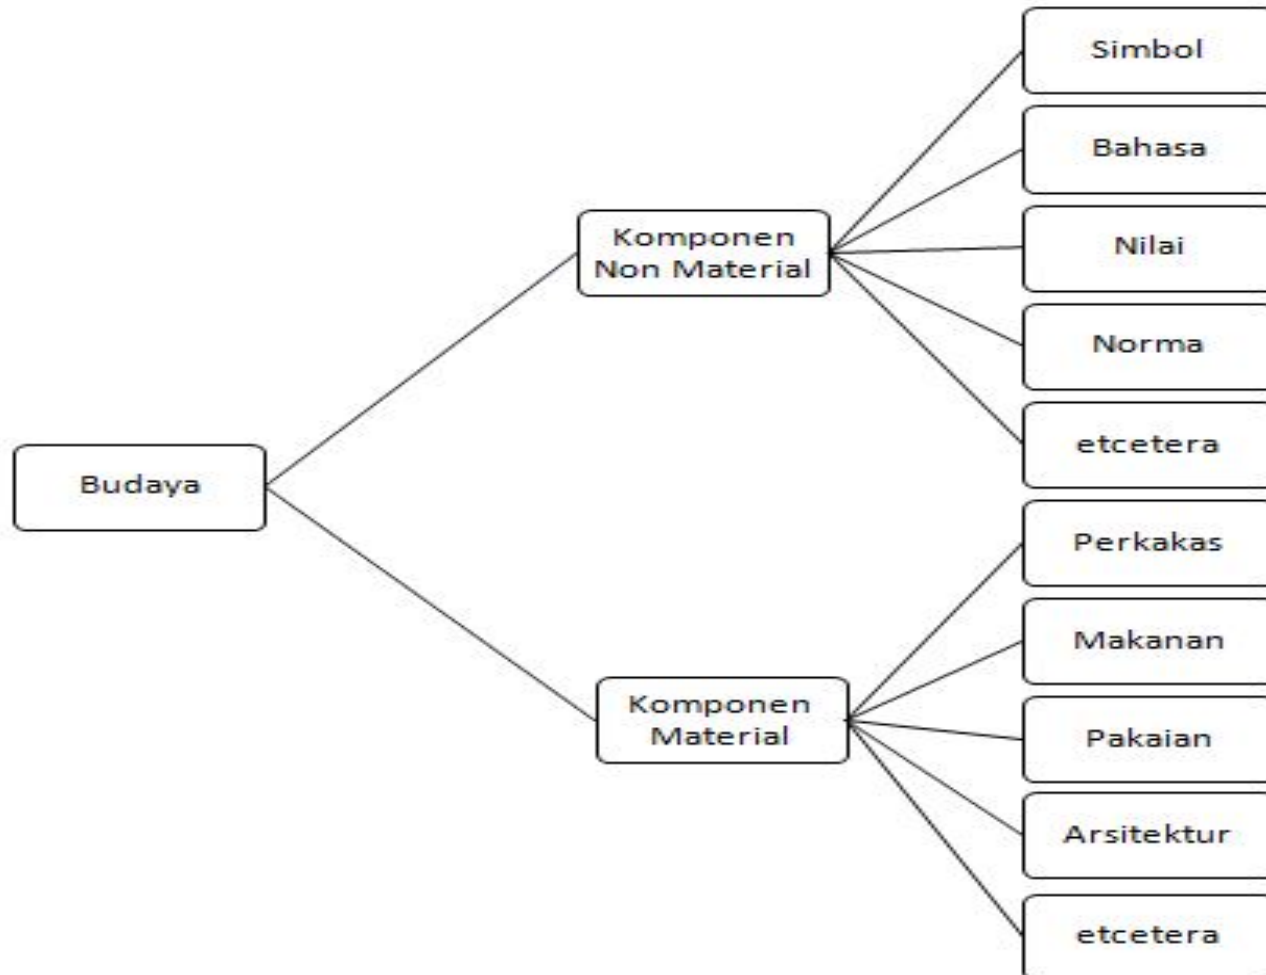 Budaya
Komponen
Non Material
Simbol
Bahasa
Nilai
Norma
etcetera
Komponen
Material
Perkakas
Makanan
Pakaian
Arsitektur
etcetera